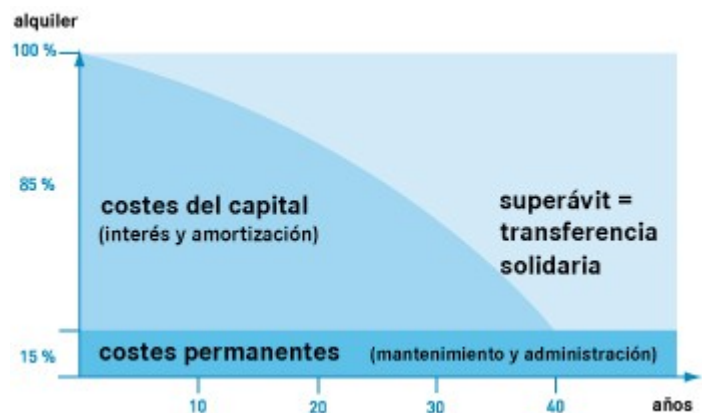 alquiler
100 %
85 %
costes del capital
(interés y amortización)
superávit =
transferencia
solidaria
15 %
costes permanentes (mantenimiento y administración)
10 20 30 40 años